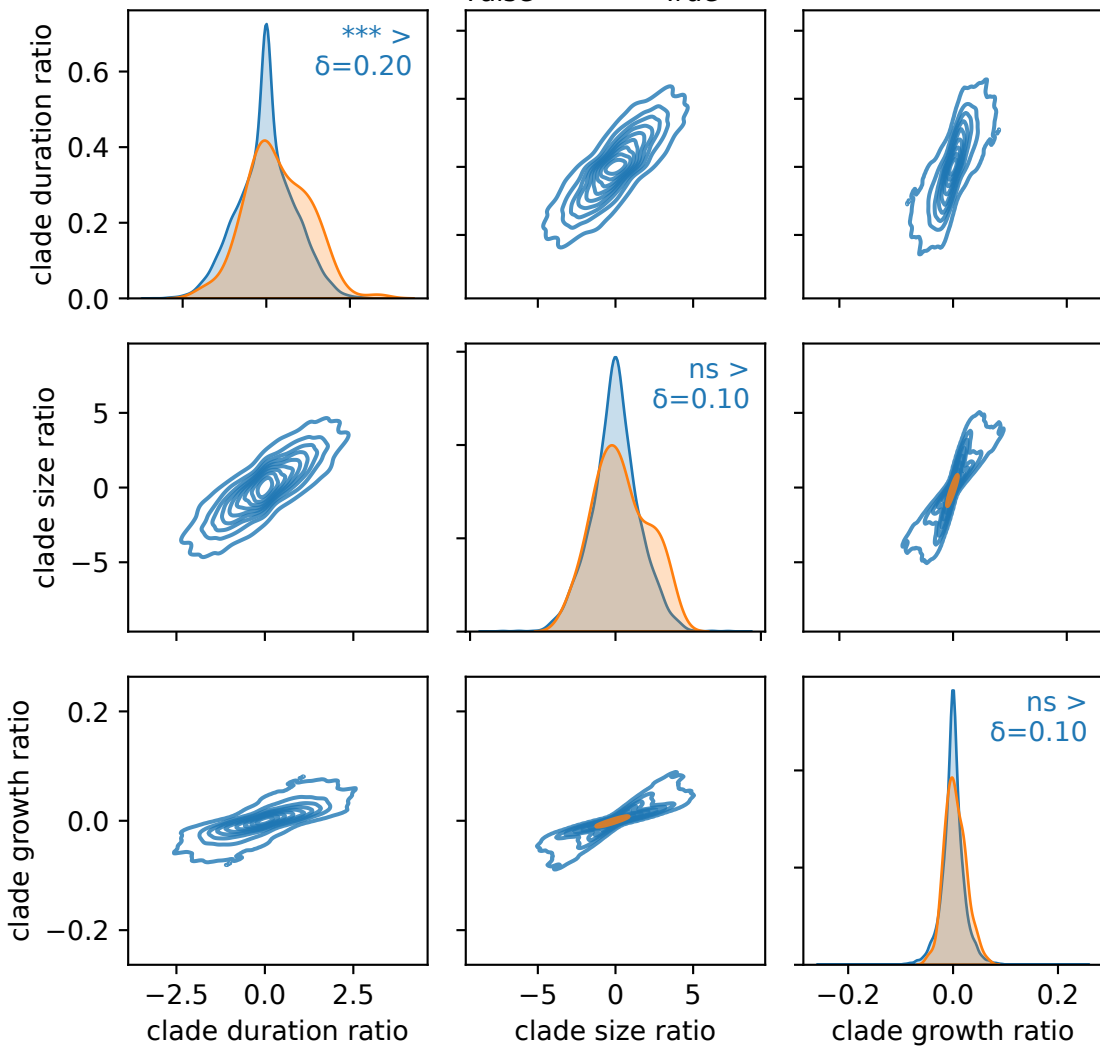 clade duration ratio
0.6
0.4
0.2
0.0
*** >
δ=0.20
clade size ratio
5
0
−5
ns >
δ=0.10
clade growth ratio
0.2
0.0
−0.2
ns >
δ=0.10
−2.5 0.0 2.5
clade duration ratio
−5 0 5
clade size ratio
−0.2 0.0 0.2
clade growth ratio